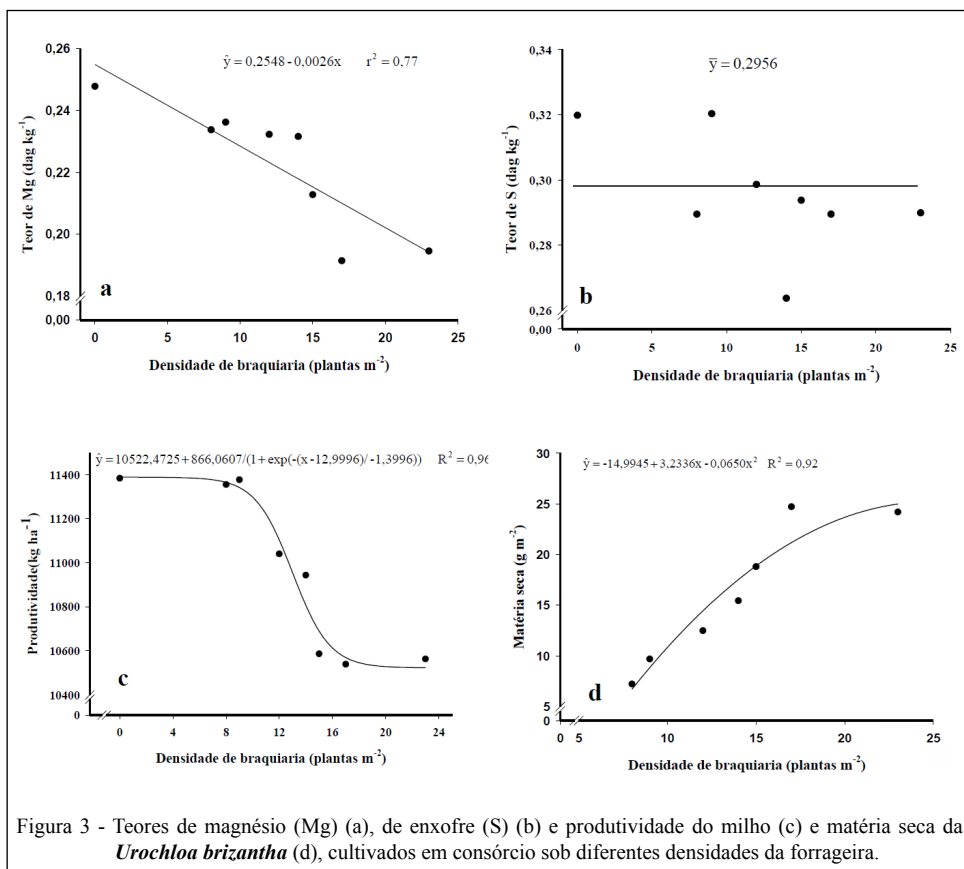 ŷ = 0,2548 - 0,0026x r² = 0,77
Teor de Mg (dag kg⁻¹)
0,26
0,24
0,22
0,20
0,18
0,00
a
0 5 10 15 20 25
Densidade de braquiaria (plantas m⁻²)
y̅ = 0,2956
Teor de S (dag kg⁻¹)
0,34
0,32
0,30
0,28
0,26
0,00
b
0 5 10 15 20 25
Densidade de braquiaria (plantas m⁻²)
ŷ=10522,4725+866,0607/(1+exp(-(x-12,9996)/-1,3996)) R²=0,96
Produtividade(kg ha⁻¹)
11400
11200
11000
10800
10600
10400
0
c
0 4 8 12 16 20 24
Densidade de braquiaria (plantas m⁻²)
ŷ = -14,9945+3,2336x-0,0650x² R²=0,92
Matéria seca (g m⁻²)
30
25
20
15
10
5
0
d
0 5 10 15 20 25
Densidade de braquiaria (plantas m⁻²)
Figura 3 - Teores de magnésio (Mg) (a), de enxofre (S) (b) e produtividade do milho (c) e matéria seca da
Urochloa brizantha (d), cultivados em consórcio sob diferentes densidades da forrageira.